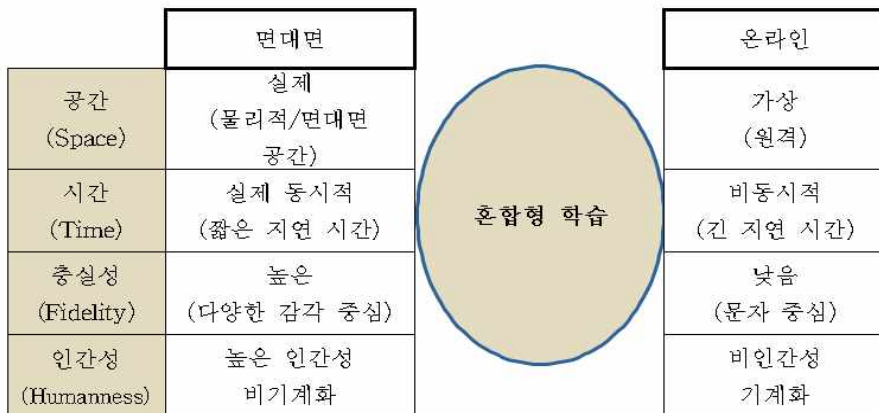 면대면
온라인
공간
(Space)
실제
(물리적/면대면
공간)
가상
(원격)
시간
(Time)
실제 동시적
(짧은 지연 시간)
혼합형 학습
비동시적
(긴 지연 시간)
충실성
(Fidelity)
높은
(다양한 감각 중심)
낮음
(문자 중심)
인간성
(Humanness)
높은 인간성
비기계화
비인간성
기계화